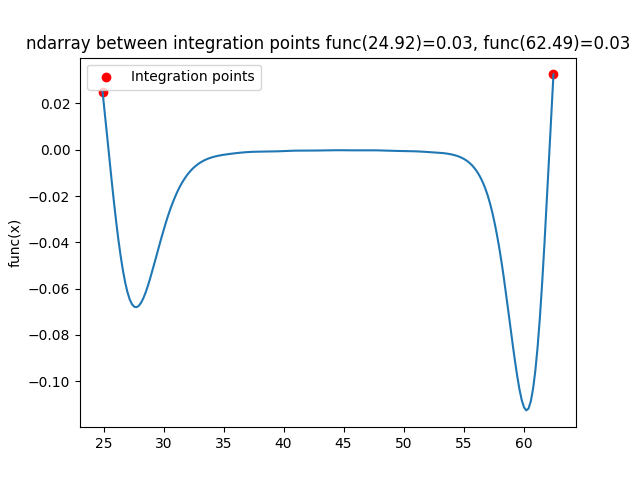 ndarray between integration points func(24.92)=0.03, func(62.49)=0.03
Integration points
func(x)
0.02
0.00
−0.02
−0.04
−0.06
−0.08
−0.10
25 30 35 40 45 50 55 60